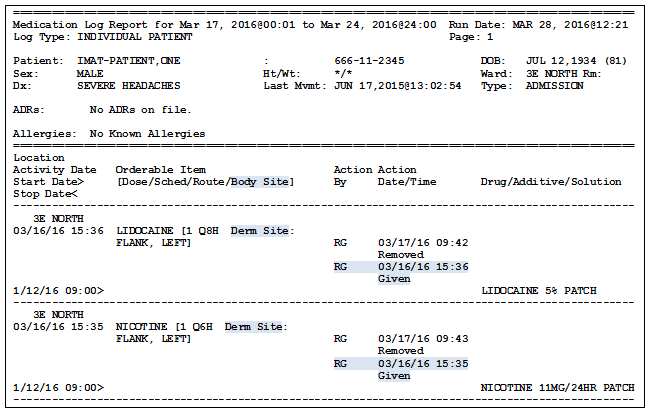 Medication Log Report for Mar 17, 2016@00:01 to Mar 24, 2016@24:00  Run Date: MAR 28, 2016@12:21
Log Type: INDIVIDUAL PATIENT  Page: 1
Patient:  IMAT-PATIENT,ONE  :  666-11-2345  DOB:  JUL 12,1934 (81)
Sex:  MALE  Ht/Wt:  */*  Ward:  3E NORTH Rm:
Dx:  SEVERE HEADACHES  Last Mvmt: JUN 17,2015@13:02:54  Type:  ADMISSION
ADRs:  No ADRs on file.
Allergies:  No Known Allergies
Location
Activity Date  Orderable Item  Action  Action
Start Date>  [Dose/Sched/Route/Body Site]  By  Date/Time  Drug/Additive/Solution
Stop Date<
3E NORTH
03/16/16 15:36  LIDOCAINE [1 Q8H  Derm Site:
FLANK, LEFT]  RG  03/17/16 09:42
Removed
RG  03/16/16 15:36
Given
1/12/16 09:00>  LIDOCAINE 5% PATCH
3E NORTH
03/16/16 15:35  NICOTINE [1 Q6H  Derm Site:
FLANK, LEFT]  RG  03/17/16 09:43
Removed
RG  03/16/16 15:35
Given
1/12/16 09:00>  NICOTINE 11MG/24HR PATCH